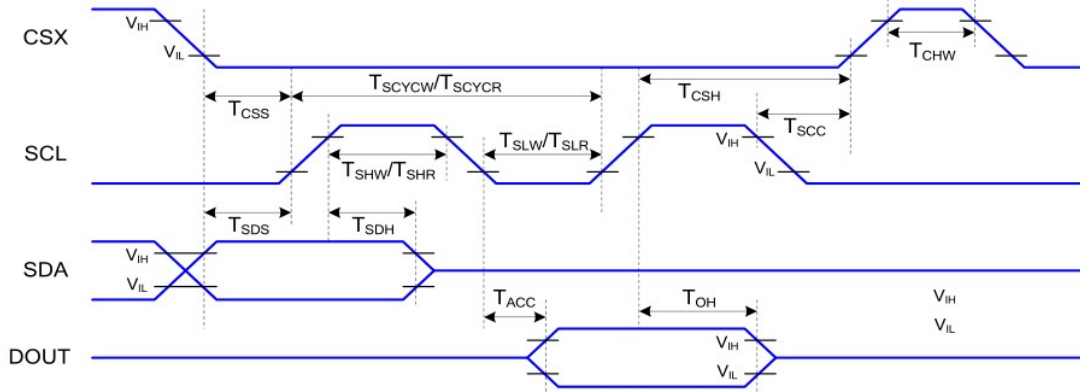 CSX
VIH
VIL
TCHW
TSCYCW/TSCYCR
TCSS
TCSH
TSCC
SCL
TSLW/TSLR
VIH
VIL
TSHW/TSHR
TSDS
TSDH
SDA
VIH
VIL
TACC
TOH
VIH
VIL
DOUT
VIH
VIL